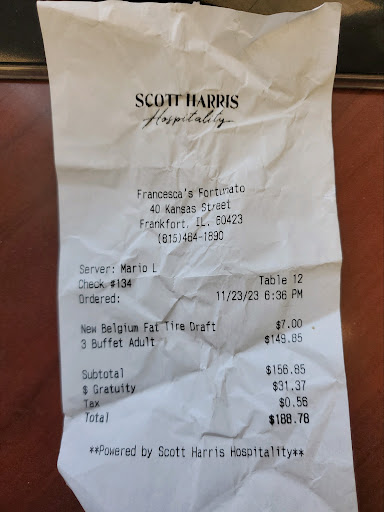 SCOTT HARRIS
Hospitality
Francesca's Fortunato
40 Kansas Street
Frankfort, IL. 60423
(815)464-1890
Server: Mario L
Check #134 Table 12
Ordered: 11/23/23 6:36 PM
New Belgium Fat Tire Draft $7.00
3 Buffet Adult $149.85
Subtotal $156.85
$ Gratuity $31.37
Tax $0.56
Total $188.78
**Powered by Scott Harris Hospitality**